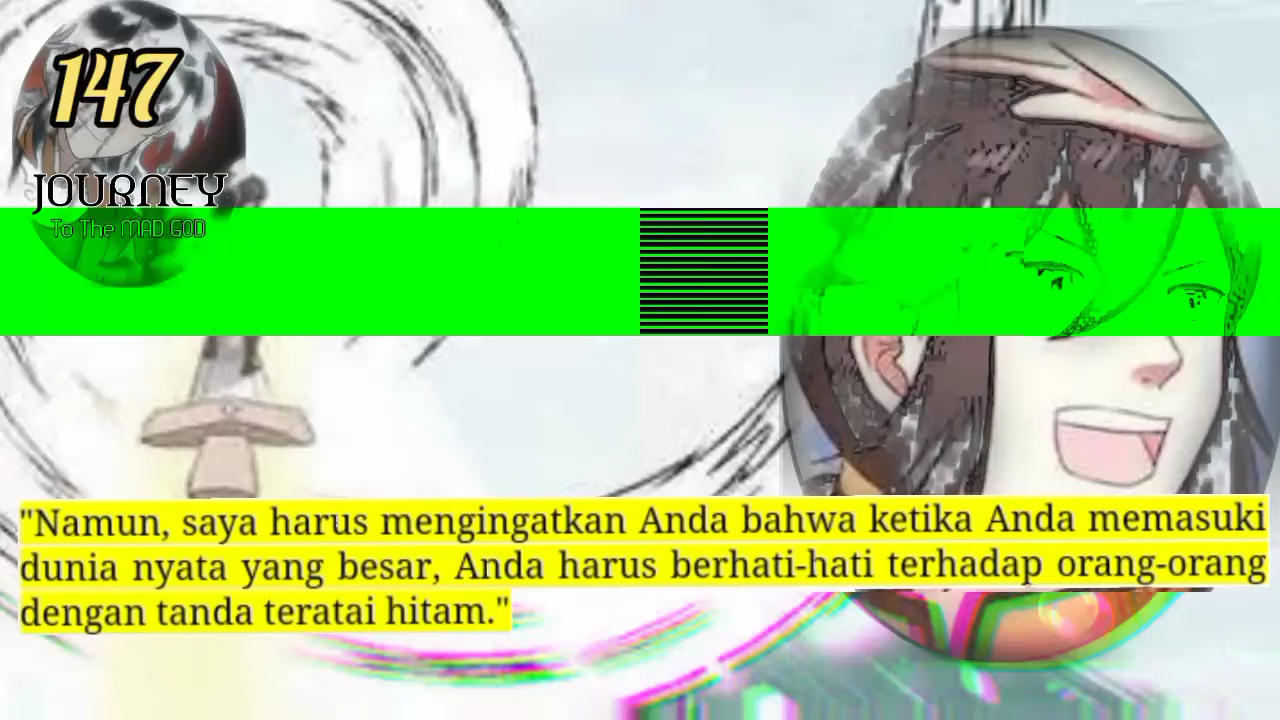 147
JOURNEY
To The MAD GOD
"Namun, saya harus mengingatkan Anda bahwa ketika Anda memasuki
dunia nyata yang besar, Anda harus berhati-hati terhadap orang-orang
dengan tanda teratai hitam."